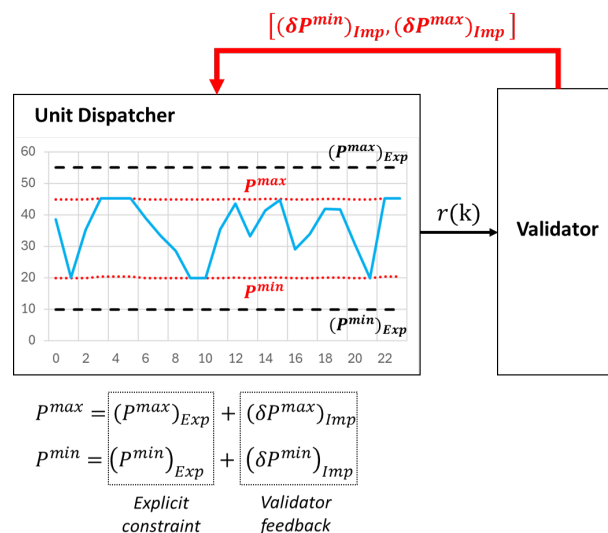 [(δP^min)_Imp, (δP^max)_Imp]
Unit Dispatcher
60
50
40
30
20
10
0
(P^max)_Exp
P^max
P^min
(P^min)_Exp
0 2 4 6 8 10 12 14 16 18 20 22
r(k)
Validator
P^max = (P^max)_Exp + (δP^max)_Imp
P^min = (P^min)_Exp + (δP^min)_Imp
Explicit constraint
Validator feedback